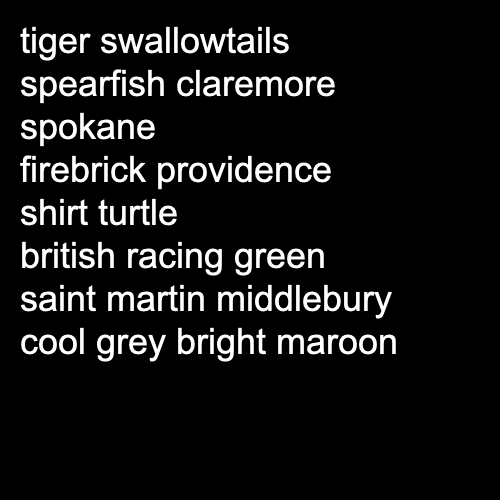 tiger swallowtails
spearfish claremore
spokane
firebrick providence
shirt turtle
british racing green
saint martin middlebury
cool grey bright maroon